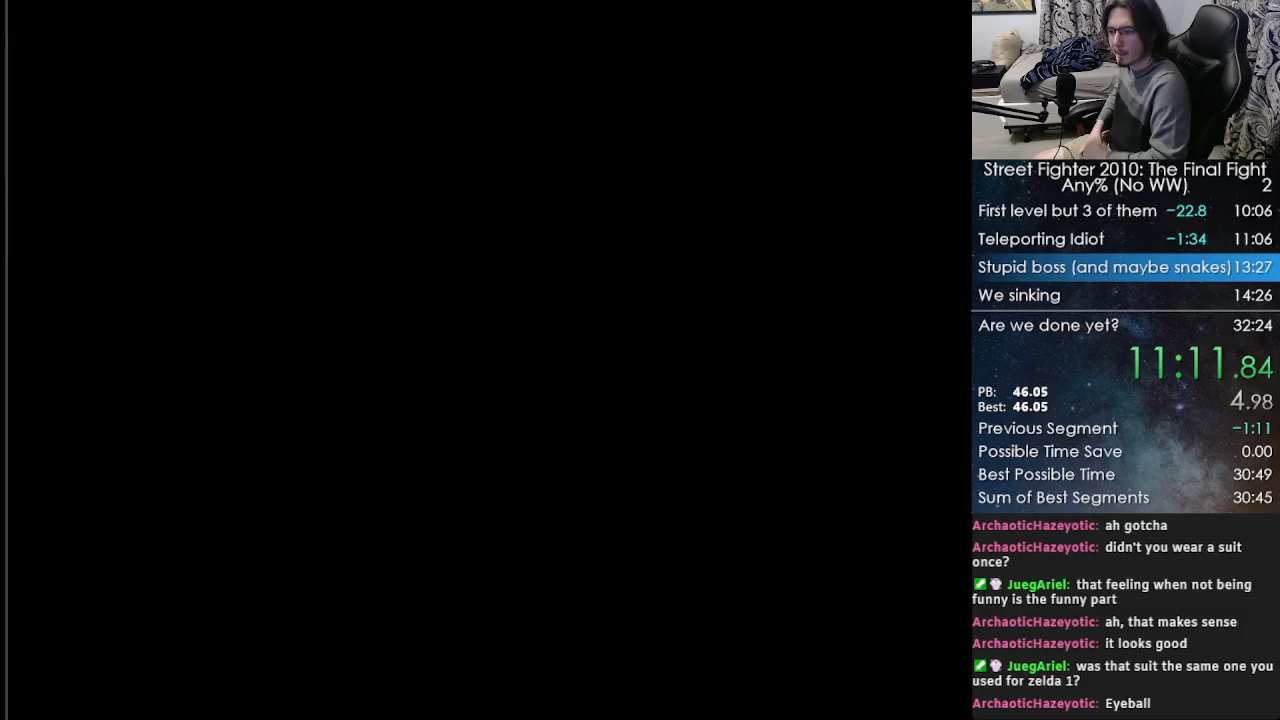 Street Fighter 2010: The Final Fight
Any% (No WW) 2
First level but 3 of them -22.8 10:06
Teleporting Idiot -1:34 11:06
Stupid boss (and maybe snakes) 13:27
We sinking 14:26
Are we done yet? 32:24
11:11.84
PB: 46.05
Best: 46.05
4.98
Previous Segment -1:11
Possible Time Save 0.00
Best Possible Time 30:49
Sum of Best Segments 30:45
ArchaoticHazeyotic: ah gotcha
ArchaoticHazeyotic: didn't you wear a suit
once?
JuegAriel: that feeling when not being
funny is the funny part
ArchaoticHazeyotic: ah, that makes sense
ArchaoticHazeyotic: it looks good
JuegAriel: was that suit the same one you
used for zelda 1?
ArchaoticHazeyotic: Eyeball